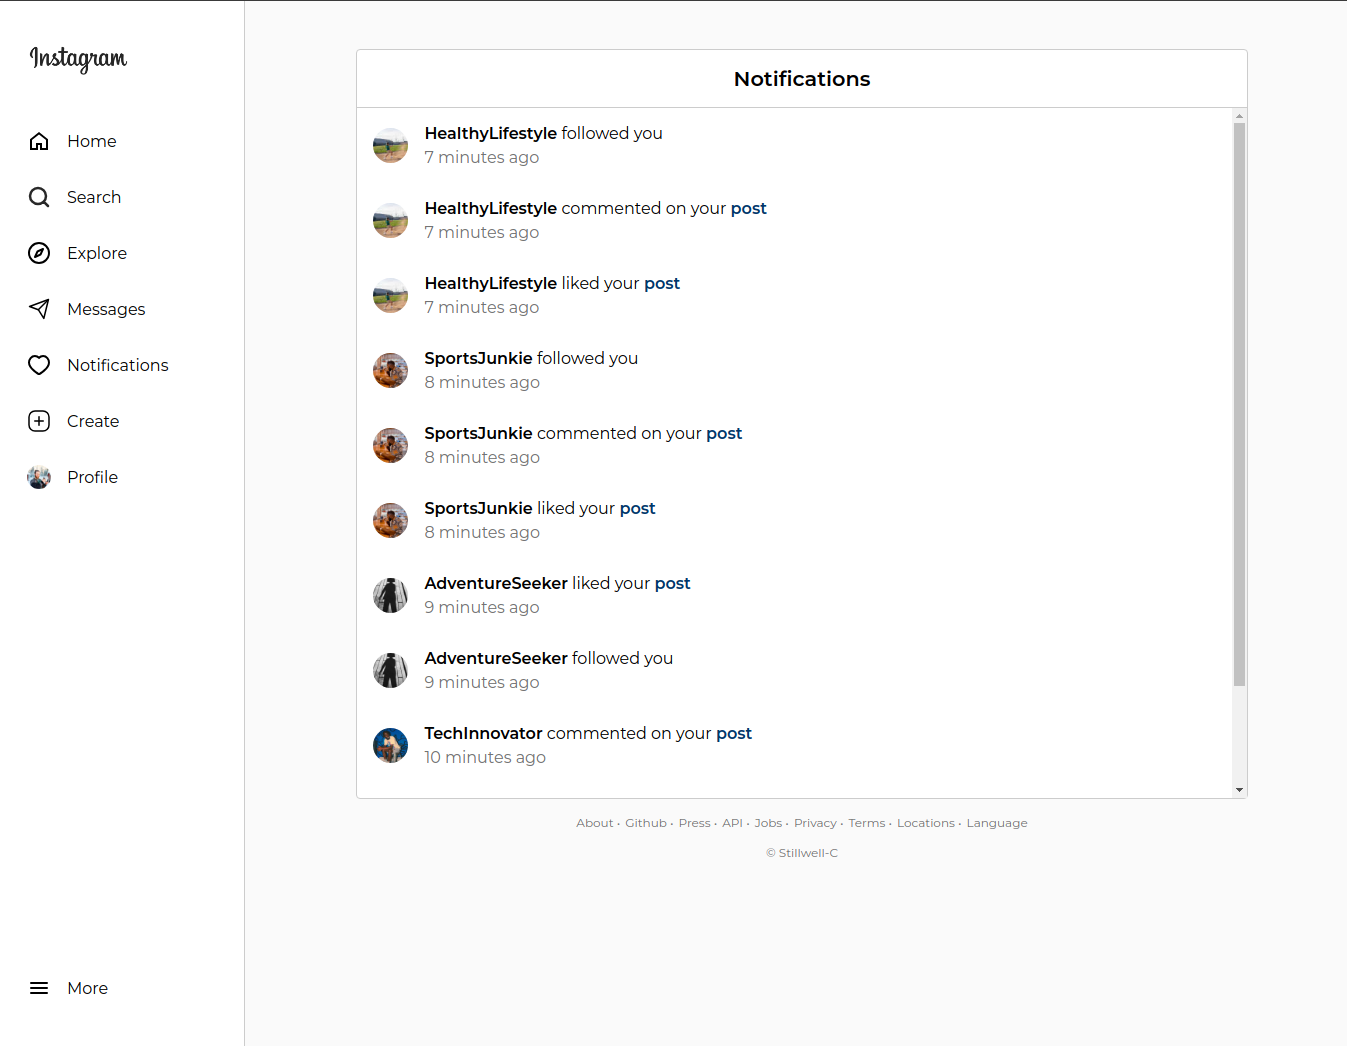 Instagram
Home
Search
Explore
Messages
Notifications
Create
Profile
More
Notifications
HealthyLifestyle followed you
7 minutes ago
HealthyLifestyle commented on your post
7 minutes ago
HealthyLifestyle liked your post
7 minutes ago
SportsJunkie followed you
8 minutes ago
SportsJunkie commented on your post
8 minutes ago
SportsJunkie liked your post
8 minutes ago
AdventureSeeker liked your post
9 minutes ago
AdventureSeeker followed you
9 minutes ago
TechInnovator commented on your post
10 minutes ago
About · Github · Press · API · Jobs · Privacy · Terms · Locations · Language
© Stillwell-C